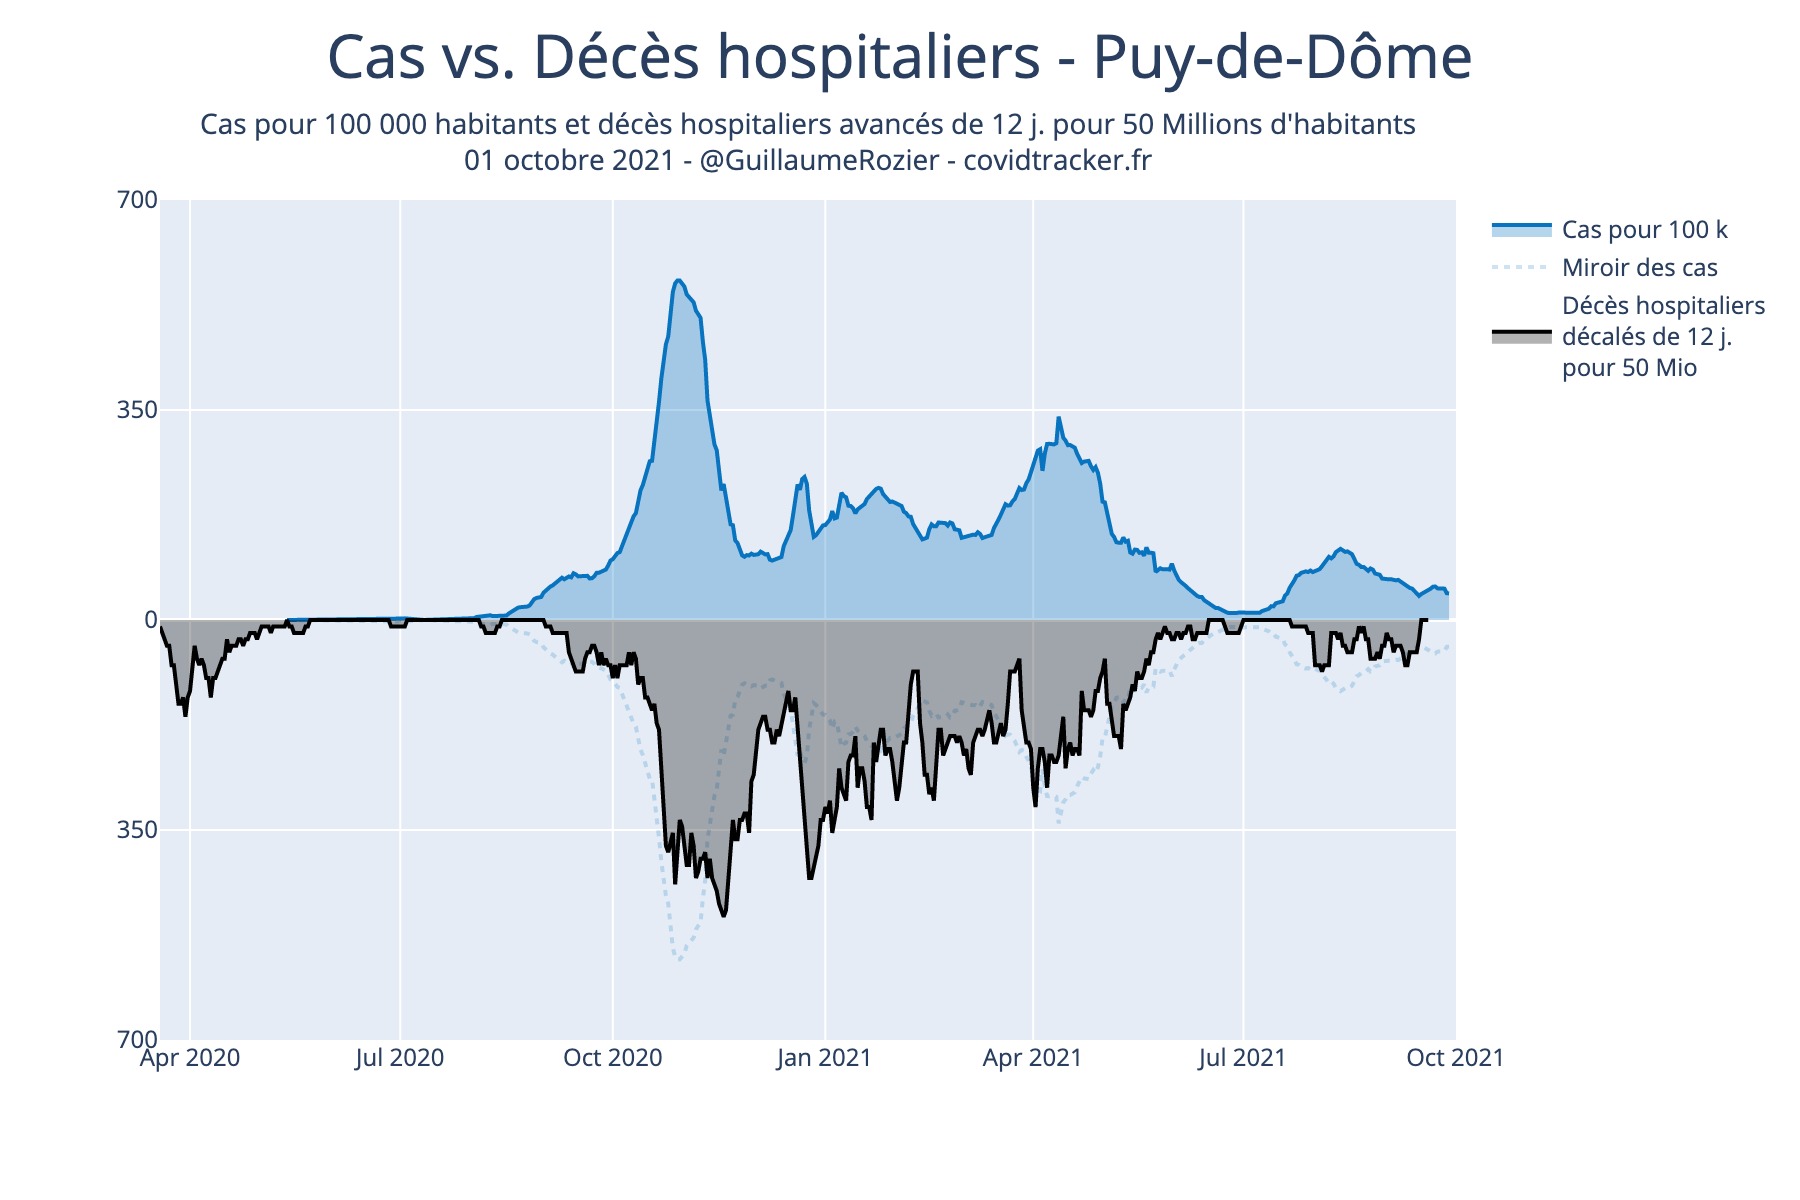 Cas vs. Décès hospitaliers - Puy-de-Dôme
Cas pour 100 000 habitants et décès hospitaliers avancés de 12 j. pour 50 Millions d'habitants
01 octobre 2021 - @GuillaumeRozier - covidtracker.fr
700
350
0
350
700
Apr 2020
Jul 2020
Oct 2020
Jan 2021
Apr 2021
Jul 2021
Oct 2021
Cas pour 100 k
Miroir des cas
Décès hospitaliers
décalés de 12 j.
pour 50 Mio